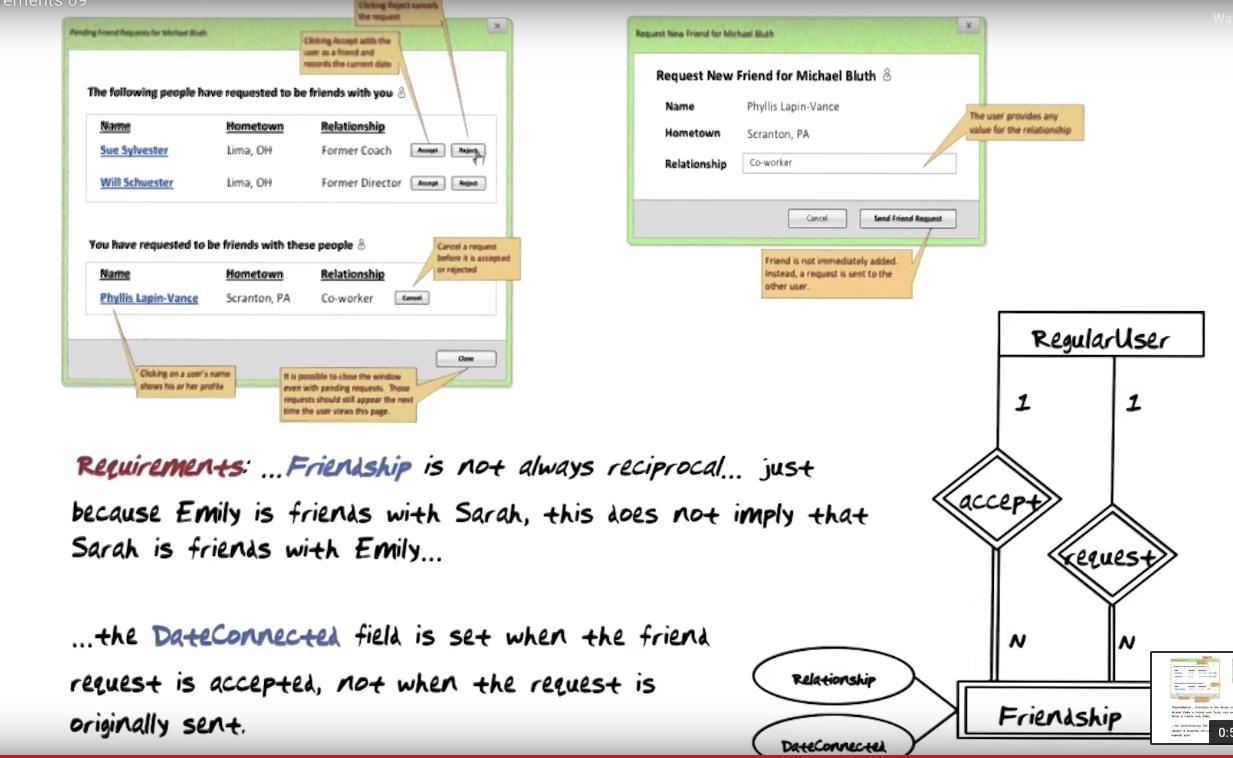 ements 09
Wa
Clicking Reject cancels
the request
Pending Friend Requests for Michael Bluth
Clicking Accept adds the
user as a friend and
records the current date
The following people have requested to be friends with you
Name Hometown Relationship
Sue Sylvester Lima, OH Former Coach Accept Reject
Will Schuester Lima, OH Former Director Accept Reject
You have requested to be friends with these people
Cancel a request
before it is accepted
or rejected
Name Hometown Relationship
Phyllis Lapin-Vance Scranton, PA Co-worker Cancel
Close
Clicking on a user's name
shows his or her profile
It is possible to close the window
even with pending requests. Those
requests should still appear the next
time the user views this page.
Request New Friend for Michael Bluth
Request New Friend for Michael Bluth
Name Phyllis Lapin-Vance
Hometown Scranton, PA
Relationship Co-worker
The user provides any
value for the relationship
Cancel Send Friend Request
Friend is not immediately added.
Instead, a request is sent to the
other user.
RegularUser
1 1
accept
request
N N
Relationship
Friendship
DateConnected
Requirements: ...Friendship is not always reciprocal... just
because Emily is friends with Sarah, this does not imply that
Sarah is friends with Emily...
...the DateConnected field is set when the friend
request is accepted, not when the request is
originally sent.
0:5